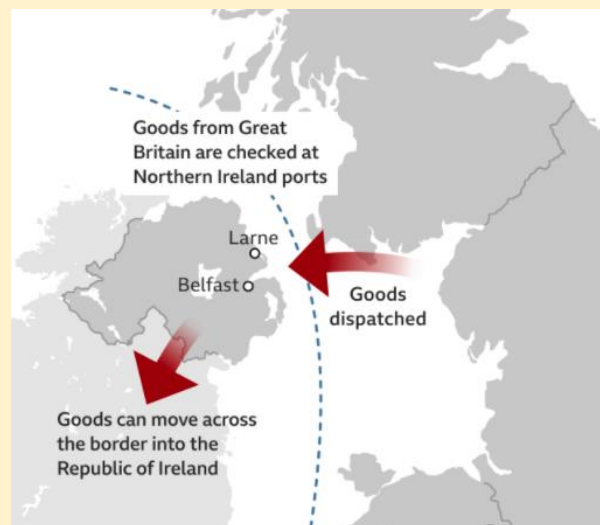 Goods from Great
Britain are checked at
Northern Ireland ports
Larne
Belfast
Goods
dispatched
Goods can move across
the border into the
Republic of Ireland